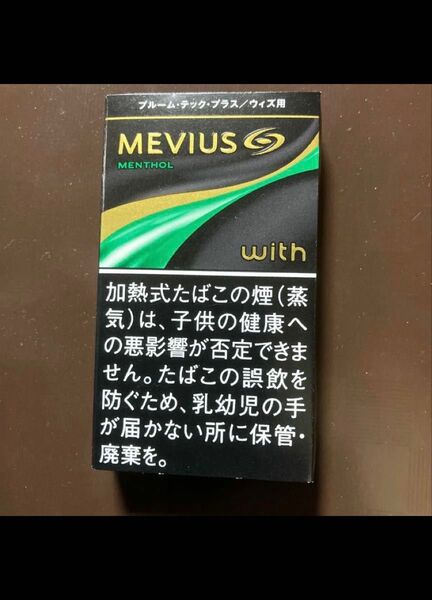 プルーム・テック・プラス／ウィズ用
MEVIUS
MENTHOL
with
加熱式たばこの煙(蒸
気)は、子供の健康へ
の悪影響が否定できま
せん。たばこの誤飲を
防ぐため、乳幼児の手
が届かない所に保管・
廃棄を。